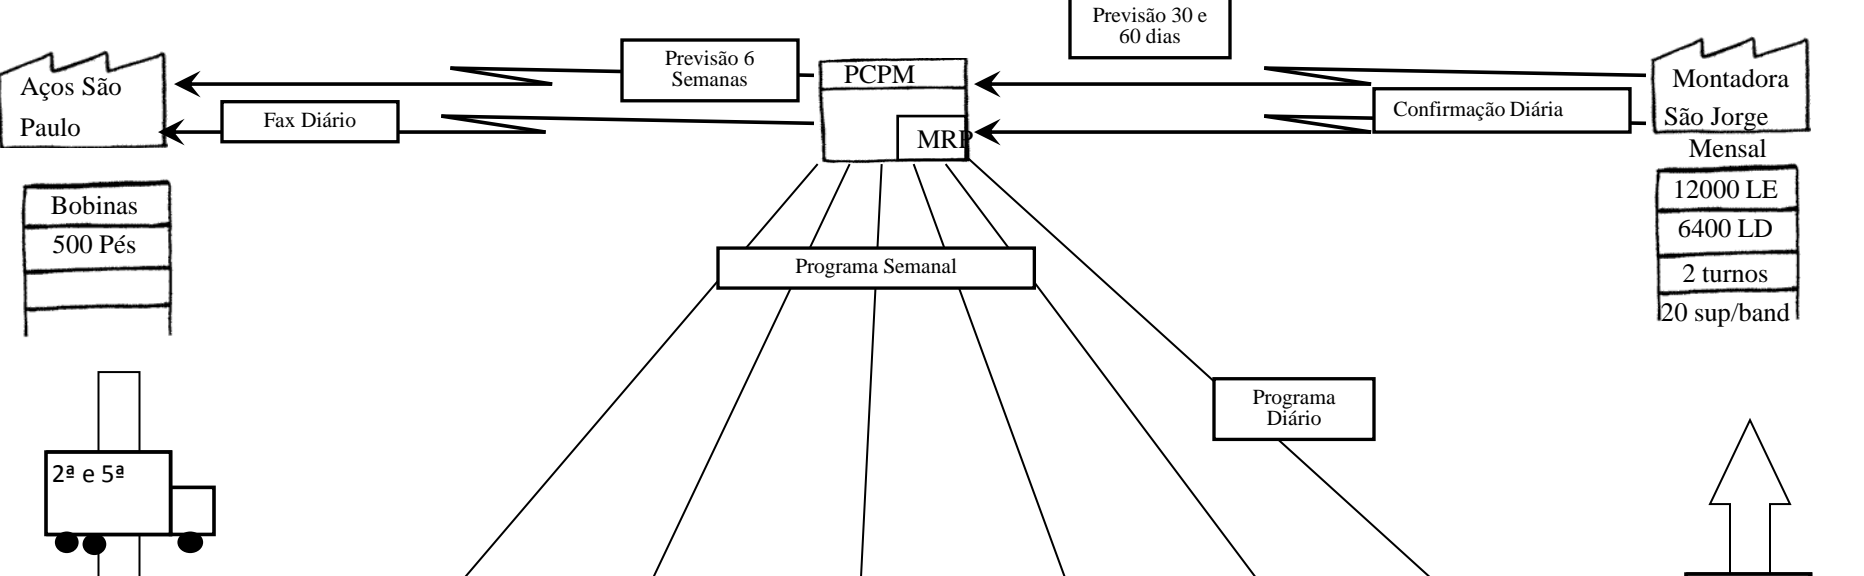 Previsão 30 e
60 dias
Previsão 6
Semanas
PCPM
Aços São
Paulo
Montadora
São Jorge
Fax Diário
Confirmação Diária
MRP
Mensal
Bobinas
500 Pés
12000 LE
6400 LD
2 turnos
20 sup/band
Programa Semanal
Programa
Diário
2ª e 5ª